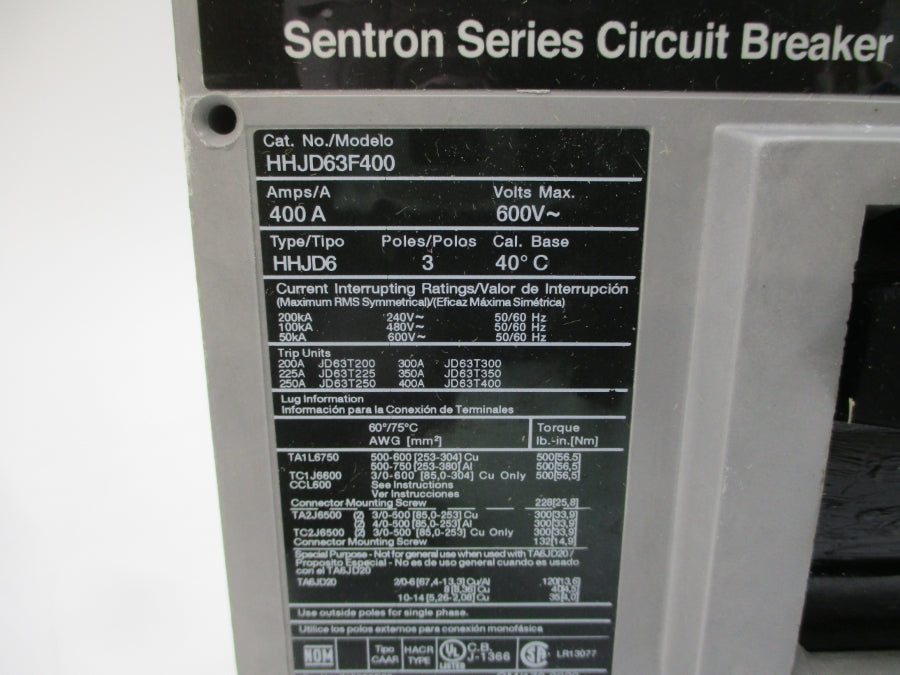 Sentron Series Circuit Breaker
Cat. No./Modelo
HHJD63F400
Amps/A Volts Max.
400 A 600V~
Type/Tipo Poles/Polos Cal. Base
HHJD6 3 40° C
Current Interrupting Ratings/Valor de Interrupción
(Maximum RMS Symmetrical)/(Eficaz Máxima Simétrica)
200kA 240V~ 50/60 Hz
100kA 480V~ 50/60 Hz
50kA 600V~ 50/60 Hz
Trip Units
200A JD63T200 300A JD63T300
225A JD63T225 350A JD63T350
250A JD63T250 400A JD63T400
Lug Information
Información para la Conexión de Terminales
60°/75°C Torque
AWG [mm²] lb.-in.[Nm]
TA1L6750 500-600 [253-304] Cu 500[56,5]
500-750 [253-380] Al 500[56,5]
TC1J6600 3/0-600 [85,0-304] Cu Only 500[56,5]
CCL600 See Instructions
Ver Instrucciones
Connector Mounting Screw 228[25,8]
TA2J6500 (2) 3/0-500 [85,0-253] Cu 300[33,9]
(2) 4/0-500 [85,0-253] Al 300[33,9]
TC2J6500 (2) 3/0-500 [85,0-253] Cu Only 300[33,9]
Connector Mounting Screw 132[14,9]
Special Purpose - Not for general use when used with TA6JD20 /
Proposito Especial - No es de uso general cuando es usado
con el TA6JD20
TA6JD20 2/0-6 [67,4-13,3] Cu/Al 120[13,6]
8 [8,36] Cu 40[4,5]
10-14 [5,26-2,08] Cu 35[4,0]
Use outside poles for single phase.
Utilice los polos externos para conexión monofásica
NOM Tipo CAAR HACR TYPE UL LISTED C.B. J-1366 SA LR13077